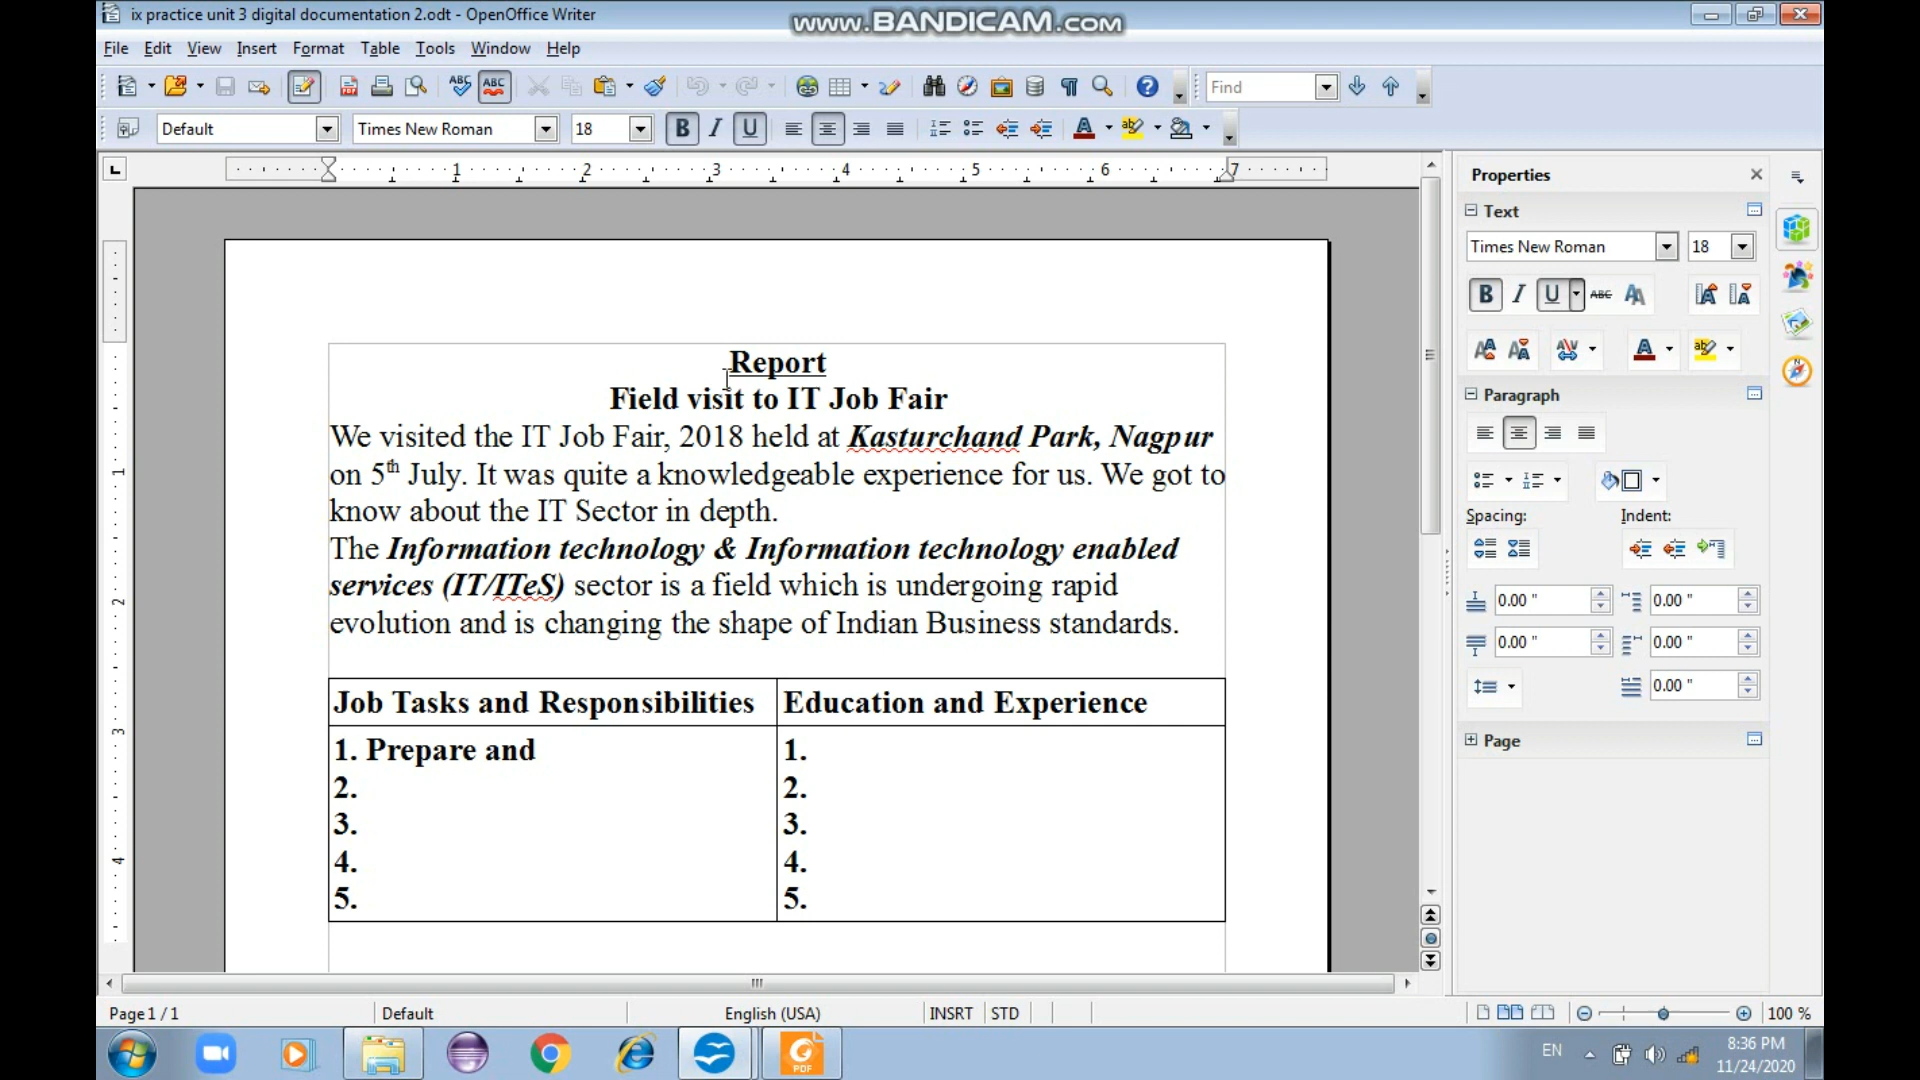 ix practice unit 3 digital documentation 2.odt - OpenOffice Writer
www.BANDICAM.com
File Edit View Insert Format Table Tools Window Help
Find
Default Times New Roman 18
1 2 3 4 5 6 7
Properties
Text
Times New Roman 18
Paragraph
Spacing: Indent:
0.00 " 0.00 "
0.00 " 0.00 "
0.00 "
Page
Report
Field visit to IT Job Fair
We visited the IT Job Fair, 2018 held at Kasturchand Park, Nagpur
on 5th July. It was quite a knowledgeable experience for us. We got to
know about the IT Sector in depth.
The Information technology & Information technology enabled
services (IT/ITeS) sector is a field which is undergoing rapid
evolution and is changing the shape of Indian Business standards.
Job Tasks and Responsibilities Education and Experience
1. Prepare and 1.
2. 2.
3. 3.
4. 4.
5. 5.
Page 1 / 1 Default English (USA) INSRT STD 100 %
EN 8:36 PM
11/24/2020